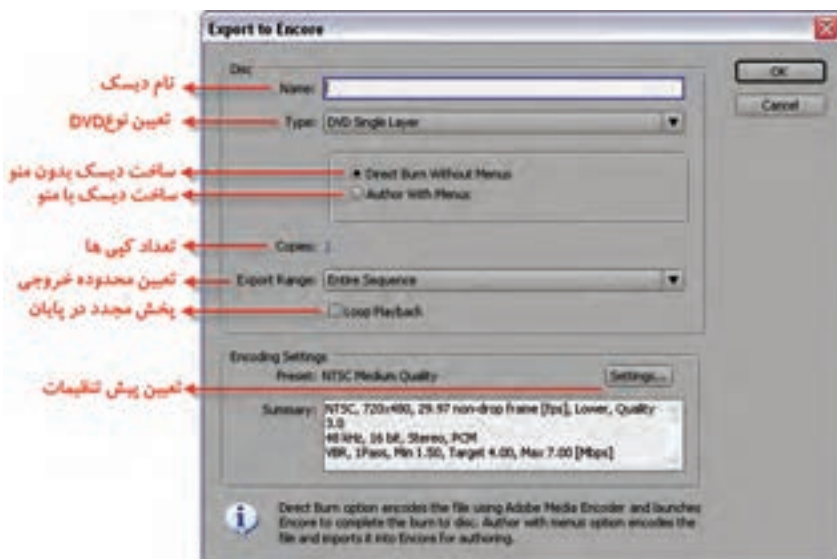 Export to Encore
Disc
نام دیسک
Name:
OK
تعیین نوع DVD
Type: DVD Single Layer
Cancel
ساخت دیسک بدون منو
Direct Burn Without Menus
ساخت دیسک با منو
Author With Menus
تعداد کپی ها
Copies: 1
تعیین محدوده خروجی
Export Range: Entire Sequence
پخش مجدد در پایان
Loop Playback
Encoding Settings
Preset: NTSC Medium Quality
Settings...
تعیین پیش تنظیمات
Summary: NTSC, 720x480, 29.97 non-drop frame [fps], Lower, Quality
3.0
48 kHz, 16 bit, Stereo, PCM
VBR, 1Pass, Min 1.50, Target 4.00, Max 7.00 [Mbps]
Direct Burn option encodes the file using Adobe Media Encoder and launches
Encore to complete the burn to disc. Author with menus option encodes the
file and imports it into Encore for authoring.